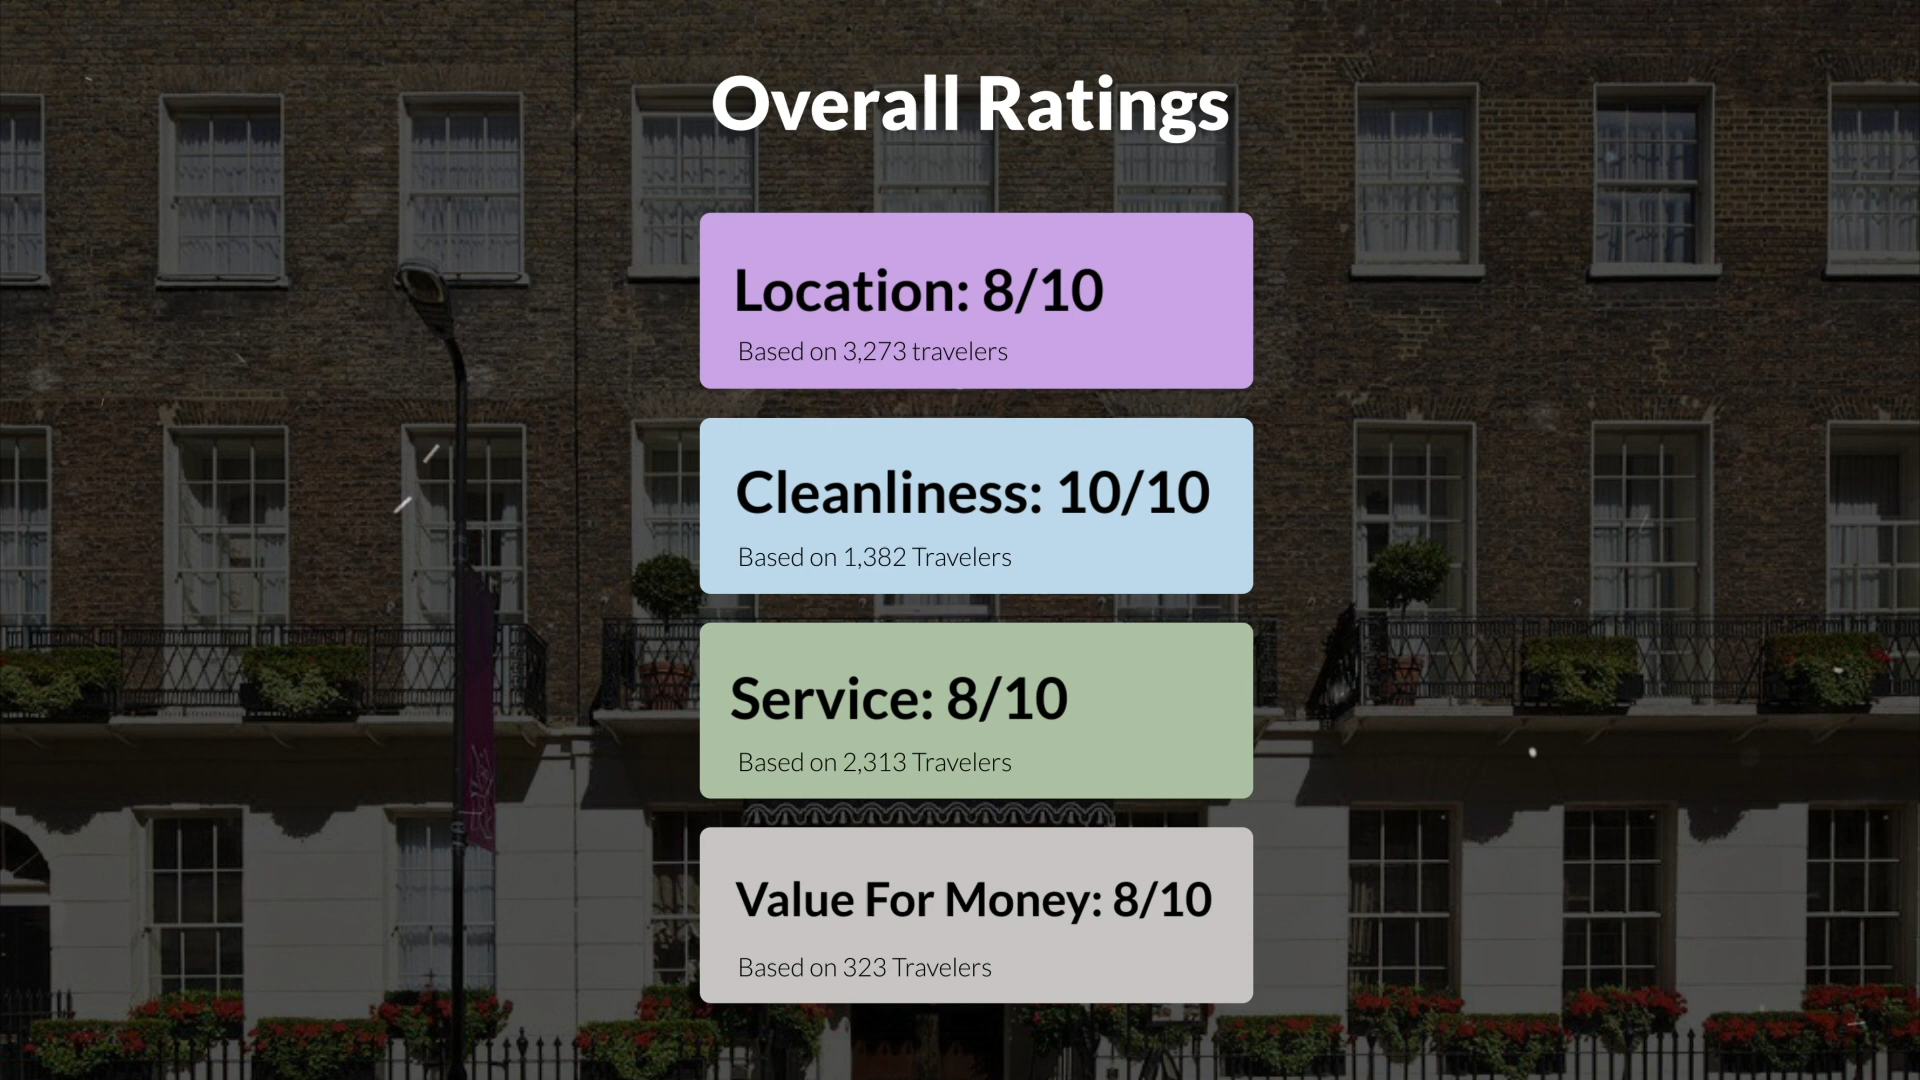 Overall Ratings
Location: 8/10
Based on 3,273 travelers
Cleanliness: 10/10
Based on 1,382 Travelers
Service: 8/10
Based on 2,313 Travelers
Value For Money: 8/10
Based on 323 Travelers